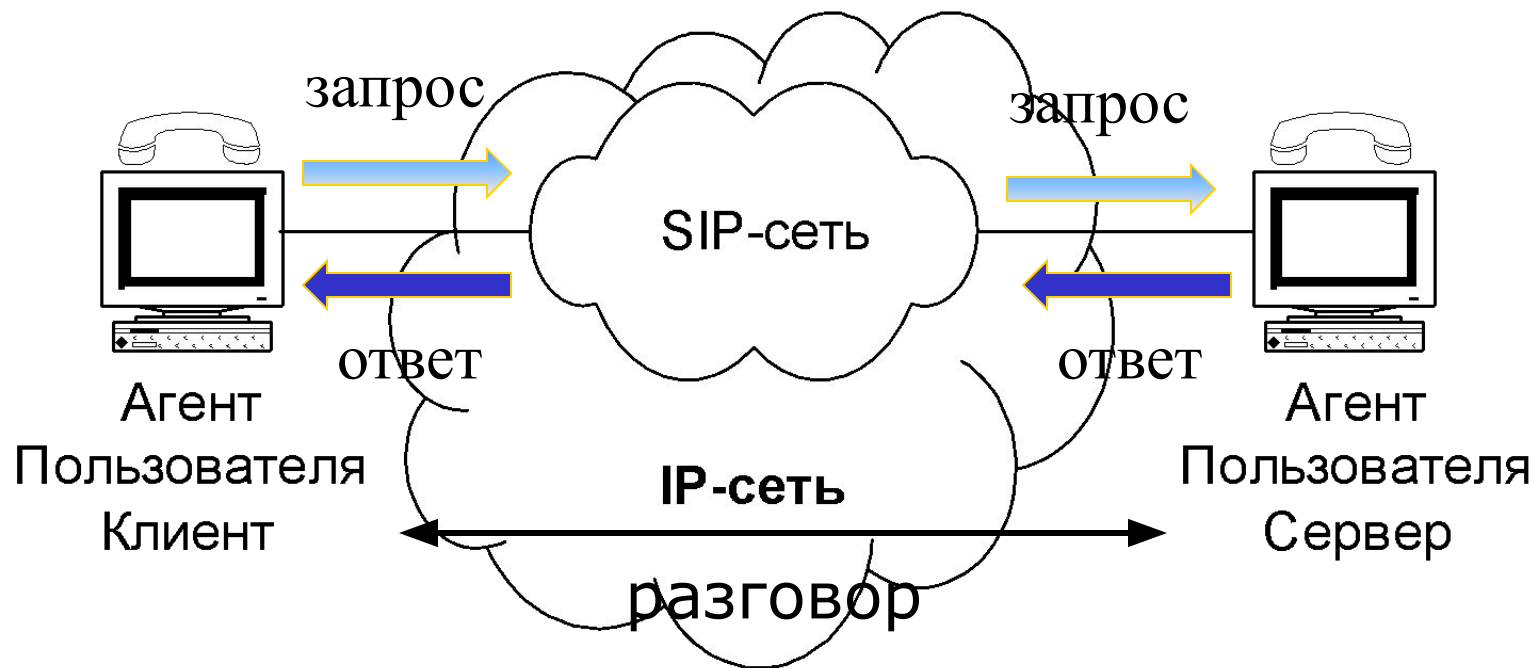 запрос
запрос
SIP-сеть
ответ
ответ
Агент
Пользователя
Клиент
Агент
Пользователя
Сервер
IP-сеть
разговор